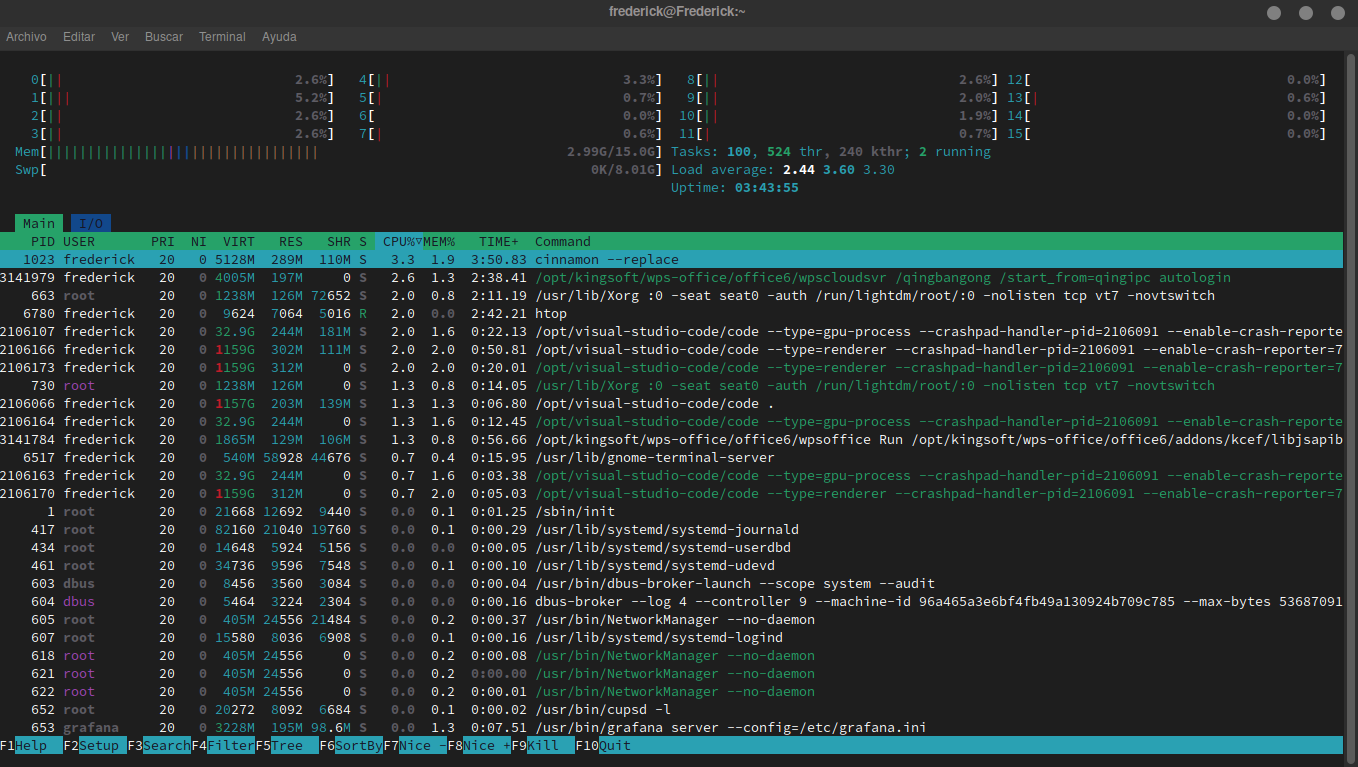 frederick@Frederick:~
Archivo Editar Ver Buscar Terminal Ayuda
0[|| 2.6%] 4[|| 3.3%] 8[|| 2.6%] 12[ 0.0%]
1[||| 5.2%] 5[| 0.7%] 9[|| 2.0%] 13[| 0.6%]
2[|| 2.6%] 6[ 0.0%] 10[|| 1.9%] 14[ 0.0%]
3[|| 2.6%] 7[| 0.6%] 11[| 0.7%] 15[ 0.0%]
Mem[|||||||||||||||||||||||||||||||||| 2.99G/15.0G] Tasks: 100, 524 thr, 240 kthr; 2 running
Swp[ 0K/8.01G] Load average: 2.44 3.60 3.30
Uptime: 03:43:55
Main I/O
PID USER PRI NI VIRT RES SHR S CPU%▽MEM% TIME+ Command
1023 frederick 20 0 5128M 289M 110M S 3.3 1.9 3:50.83 cinnamon --replace
3141979 frederick 20 0 4005M 197M 0 S 2.6 1.3 2:38.41 /opt/kingsoft/wps-office/office6/wpscloudsvr /qingbangong /start_from=qingipc autologin
663 root 20 0 1238M 126M 72652 S 2.0 0.8 2:11.19 /usr/lib/Xorg :0 -seat seat0 -auth /run/lightdm/root/:0 -nolisten tcp vt7 -novtswitch
6780 frederick 20 0 9624 7064 5016 R 2.0 0.0 2:42.21 htop
2106107 frederick 20 0 32.9G 244M 181M S 2.0 1.6 0:22.13 /opt/visual-studio-code/code --type=gpu-process --crashpad-handler-pid=2106091 --enable-crash-reporte
2106166 frederick 20 0 1159G 302M 111M S 2.0 2.0 0:50.81 /opt/visual-studio-code/code --type=renderer --crashpad-handler-pid=2106091 --enable-crash-reporter=7
2106173 frederick 20 0 1159G 312M 0 S 2.0 2.0 0:20.01 /opt/visual-studio-code/code --type=renderer --crashpad-handler-pid=2106091 --enable-crash-reporter=7
730 root 20 0 1238M 126M 0 S 1.3 0.8 0:14.05 /usr/lib/Xorg :0 -seat seat0 -auth /run/lightdm/root/:0 -nolisten tcp vt7 -novtswitch
2106066 frederick 20 0 1157G 203M 139M S 1.3 1.3 0:06.80 /opt/visual-studio-code/code .
2106164 frederick 20 0 32.9G 244M 0 S 1.3 1.6 0:12.45 /opt/visual-studio-code/code --type=gpu-process --crashpad-handler-pid=2106091 --enable-crash-reporte
3141784 frederick 20 0 1865M 129M 106M S 1.3 0.8 0:56.66 /opt/kingsoft/wps-office/office6/wpsoffice Run /opt/kingsoft/wps-office/office6/addons/kcef/libjsapib
6517 frederick 20 0 540M 58928 44676 S 0.7 0.4 0:15.95 /usr/lib/gnome-terminal-server
2106163 frederick 20 0 32.9G 244M 0 S 0.7 1.6 0:03.38 /opt/visual-studio-code/code --type=gpu-process --crashpad-handler-pid=2106091 --enable-crash-reporte
2106170 frederick 20 0 1159G 312M 0 S 0.7 2.0 0:05.03 /opt/visual-studio-code/code --type=renderer --crashpad-handler-pid=2106091 --enable-crash-reporter=7
1 root 20 0 21668 12692 9440 S 0.0 0.1 0:01.25 /sbin/init
417 root 20 0 82160 21040 19760 S 0.0 0.1 0:00.29 /usr/lib/systemd/systemd-journald
434 root 20 0 14648 5924 5156 S 0.0 0.0 0:00.05 /usr/lib/systemd/systemd-userdbd
461 root 20 0 34736 9596 7548 S 0.0 0.1 0:00.10 /usr/lib/systemd/systemd-udevd
603 dbus 20 0 8456 3560 3084 S 0.0 0.0 0:00.04 /usr/bin/dbus-broker-launch --scope system --audit
604 dbus 20 0 5464 3224 2304 S 0.0 0.0 0:00.16 dbus-broker --log 4 --controller 9 --machine-id 96a465a3e6bf4fb49a130924b709c785 --max-bytes 53687091
605 root 20 0 405M 24556 21484 S 0.0 0.2 0:00.37 /usr/bin/NetworkManager --no-daemon
607 root 20 0 15580 8036 6908 S 0.0 0.1 0:00.16 /usr/lib/systemd/systemd-logind
618 root 20 0 405M 24556 0 S 0.0 0.2 0:00.08 /usr/bin/NetworkManager --no-daemon
621 root 20 0 405M 24556 0 S 0.0 0.2 0:00.00 /usr/bin/NetworkManager --no-daemon
622 root 20 0 405M 24556 0 S 0.0 0.2 0:00.01 /usr/bin/NetworkManager --no-daemon
652 root 20 0 20272 8092 6684 S 0.0 0.1 0:00.02 /usr/bin/cupsd -l
653 grafana 20 0 3228M 195M 98.6M S 0.0 1.3 0:07.51 /usr/bin/grafana server --config=/etc/grafana.ini
F1Help F2Setup F3SearchF4FilterF5Tree F6SortByF7Nice -F8Nice +F9Kill F10Quit